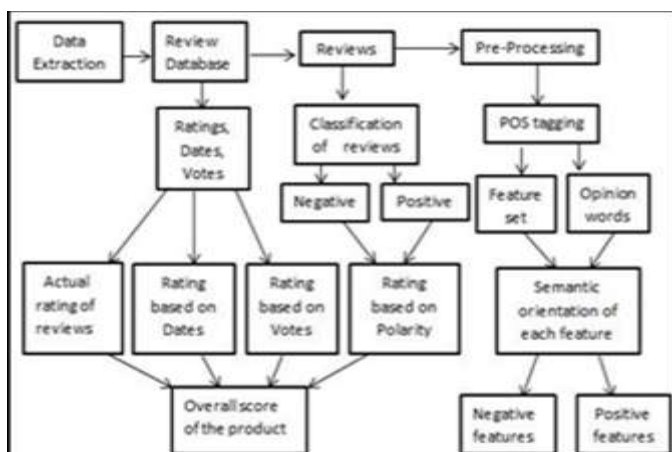 Data
Extraction
Review
Database
Reviews
Pre-Processing
Ratings,
Dates,
Votes
Classification
of reviews
POS tagging
Negative
Positive
Feature
set
Opinion
words
Actual
rating of
reviews
Rating
based on
Dates
Rating
based on
Votes
Rating
based on
Polarity
Semantic
orientation of
each feature
Overall score
of the product
Negative
features
Positive
features